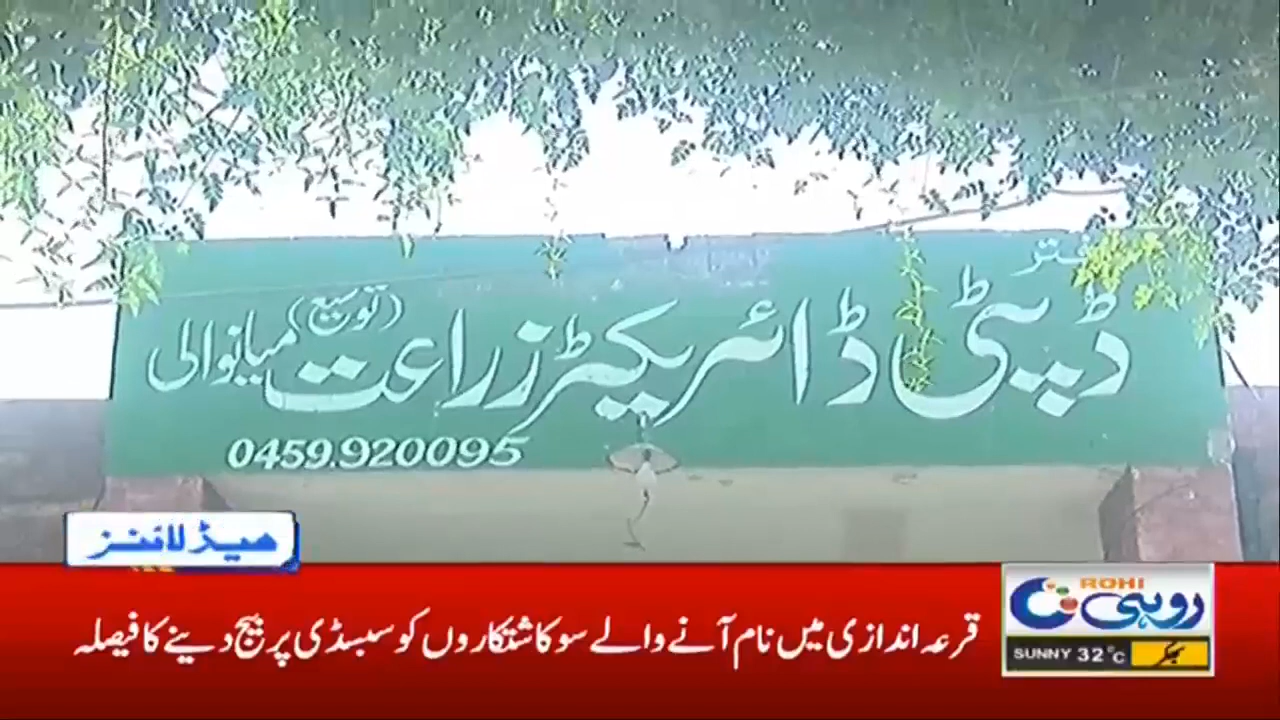 ڈپٹی ڈائریکٹر زراعت (توسیع) میانوالی
0459.920095
ہیڈ لائنز
قرعہ اندازی میں نام آنے والے سو کاشتکاروں کو سبسڈی پر بیج دینے کا فیصلہ
ROHI
روہی
SUNNY 32°C
بھکر